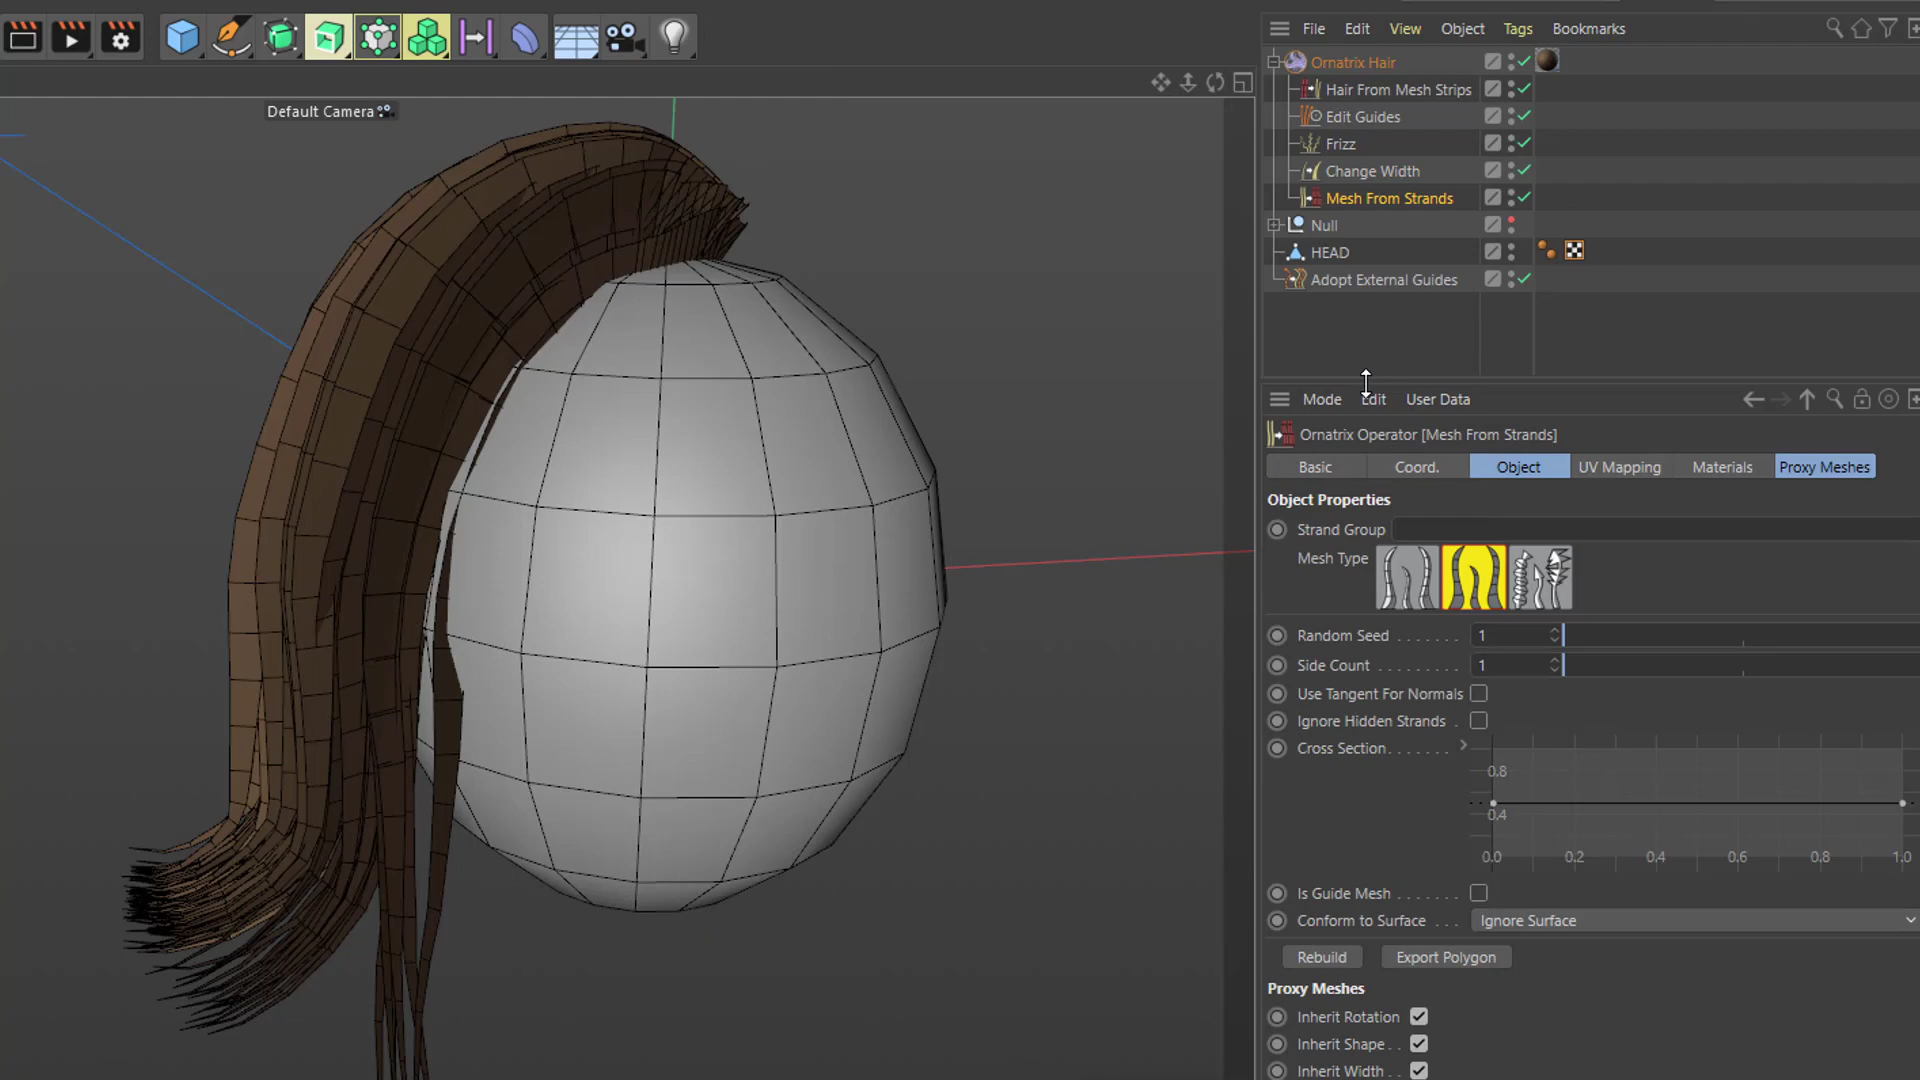 File Edit View Object Tags Bookmarks
Default Camera
Ornatrix Hair
Hair From Mesh Strips
Edit Guides
Frizz
Change Width
Mesh From Strands
Null
HEAD
Adopt External Guides
Mode Edit User Data
Ornatrix Operator [Mesh From Strands]
Basic Coord. Object UV Mapping Materials Proxy Meshes
Object Properties
Strand Group
Mesh Type
Random Seed . . . . . . . 1
Side Count . . . . . . . . 1
Use Tangent For Normals
Ignore Hidden Strands .
Cross Section. . . . . . .
0.8
0.4
0.0 0.2 0.4 0.6 0.8 1.0
Is Guide Mesh . . . . . . .
Conform to Surface . . . Ignore Surface
Rebuild Export Polygon
Proxy Meshes
Inherit Rotation
Inherit Shape . .
Inherit Width . .